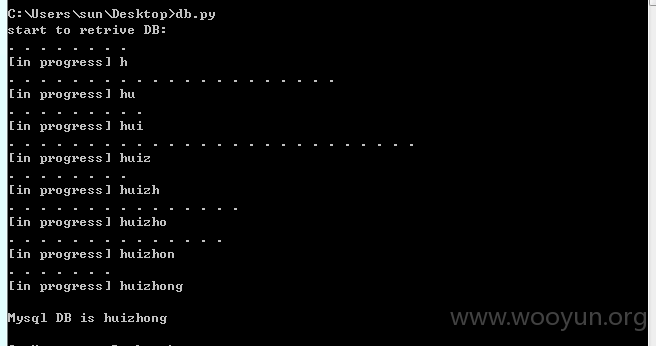 C:\Users\sun\Desktop>db.py
start to retrive DB:
. . . . . . . .
[in progress] h
. . . . . . . . . . . . . . . . . . . . .
[in progress] hu
. . . . . . . . .
[in progress] hui
. . . . . . . . . . . . . . . . . . . . . . . . . .
[in progress] huiz
. . . . . . . .
[in progress] huizh
. . . . . . . . . . . . . . .
[in progress] huizho
. . . . . . . . . . . . . .
[in progress] huizhon
. . . . . . .
[in progress] huizhong
Mysql DB is huizhong
www.wooyun.org